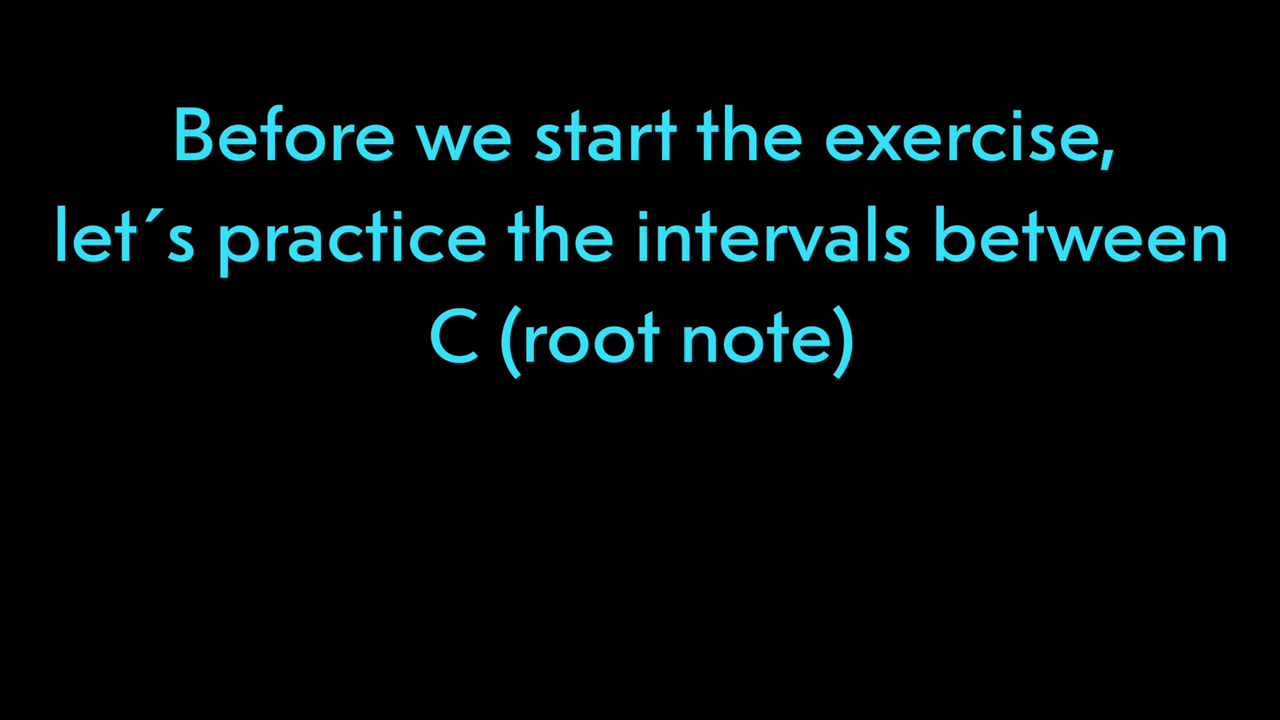 Before we start the exercise,
let´s practice the intervals between
C (root note)